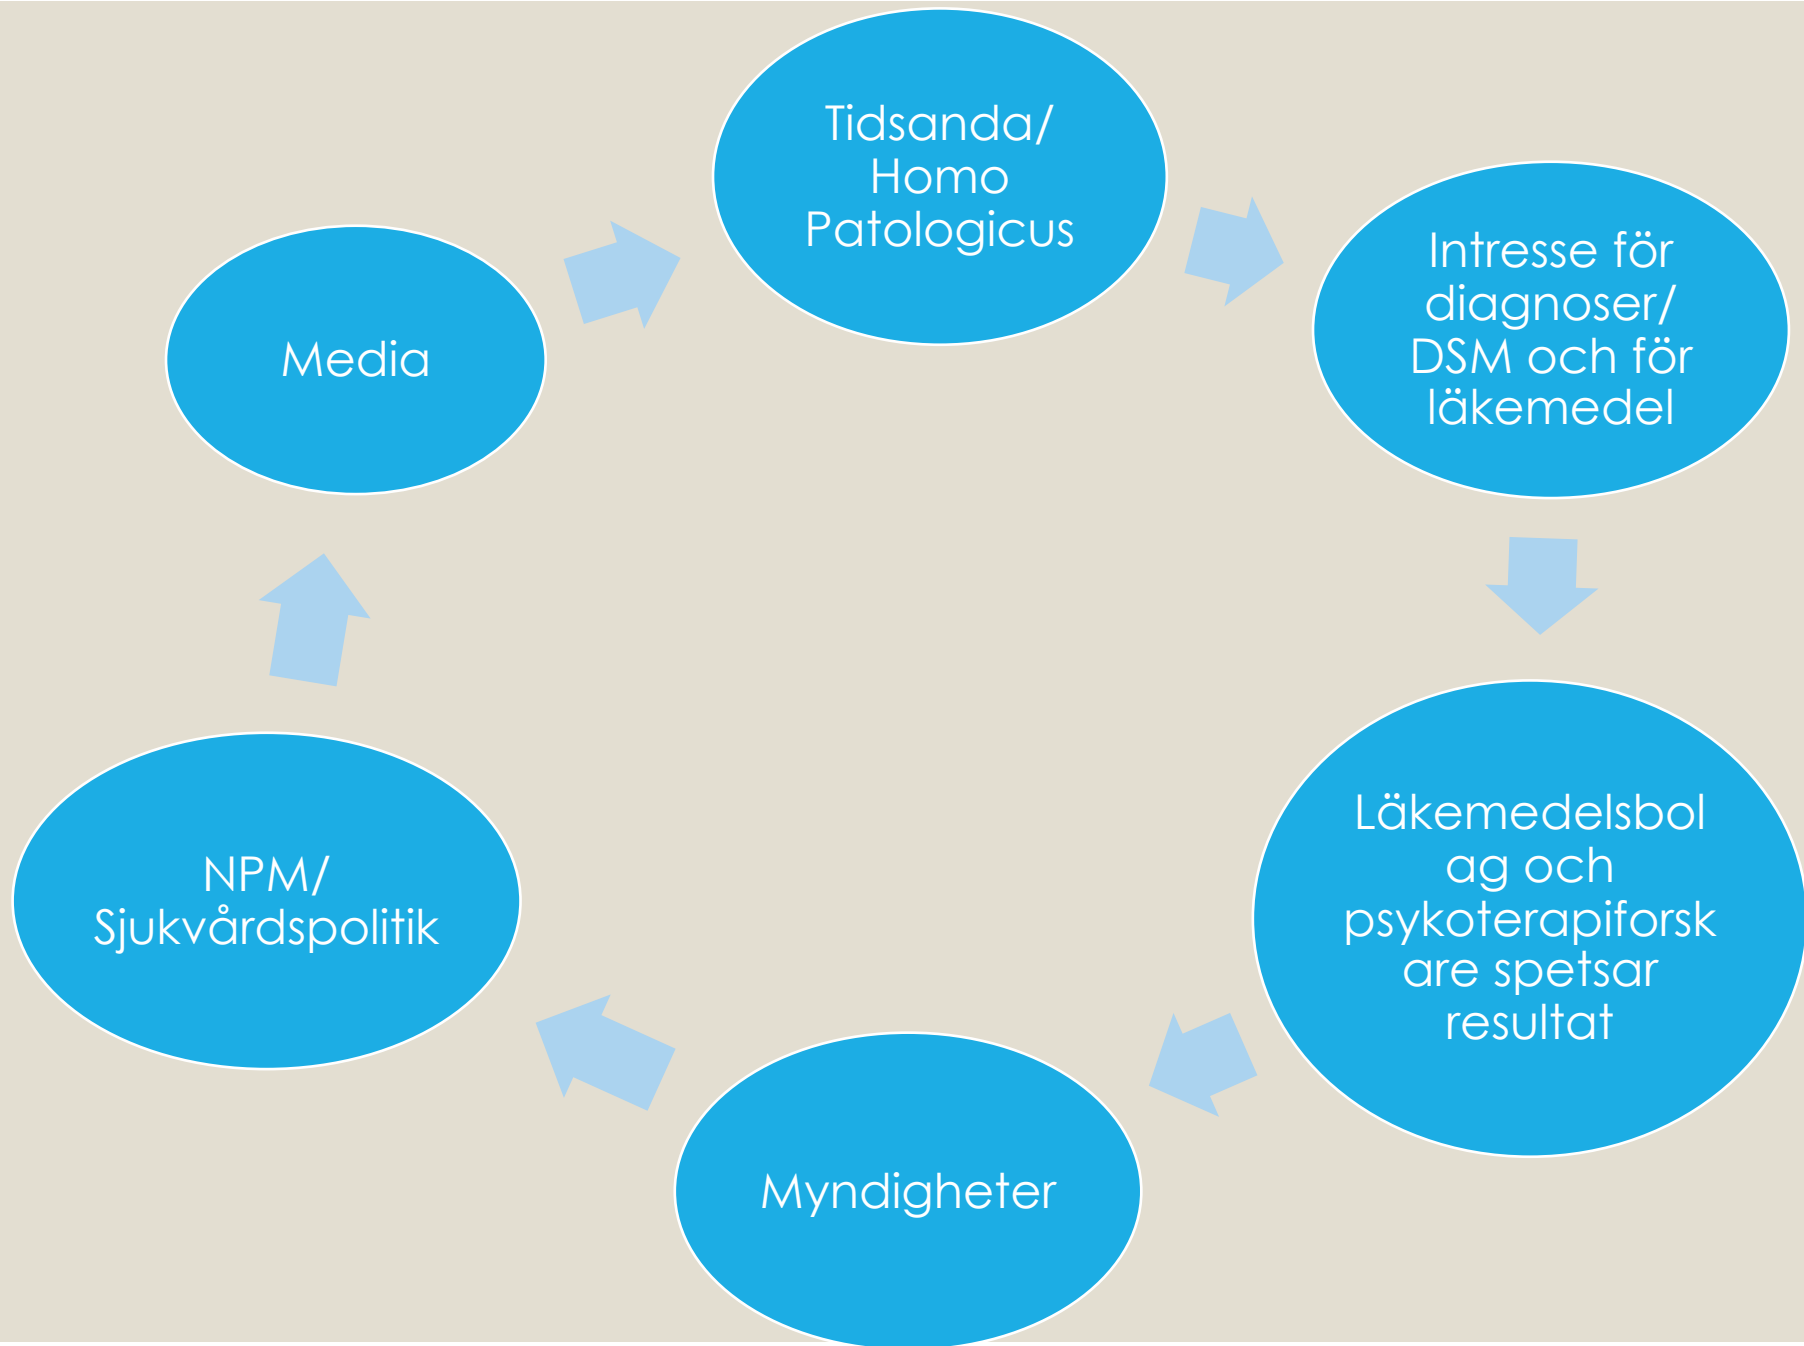 Tidsanda/
Homo
Patologicus
Intresse för
diagnoser/
DSM och för
läkemedel
Läkemedelsbol
ag och
psykoterapiforsk
are spetsar
resultat
Myndigheter
NPM/
Sjukvårdspolitik
Media